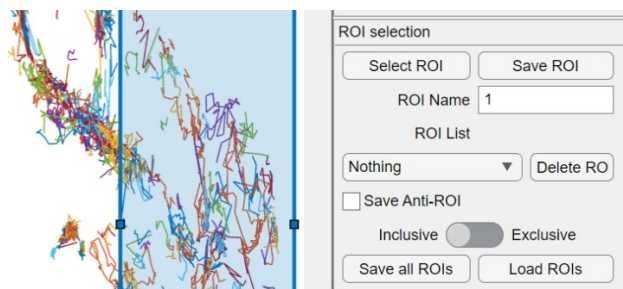 ROI selection
Select ROI Save ROI
ROI Name 1
ROI List
Nothing Delete RO
Save Anti-ROI
Inclusive Exclusive
Save all ROIs Load ROIs